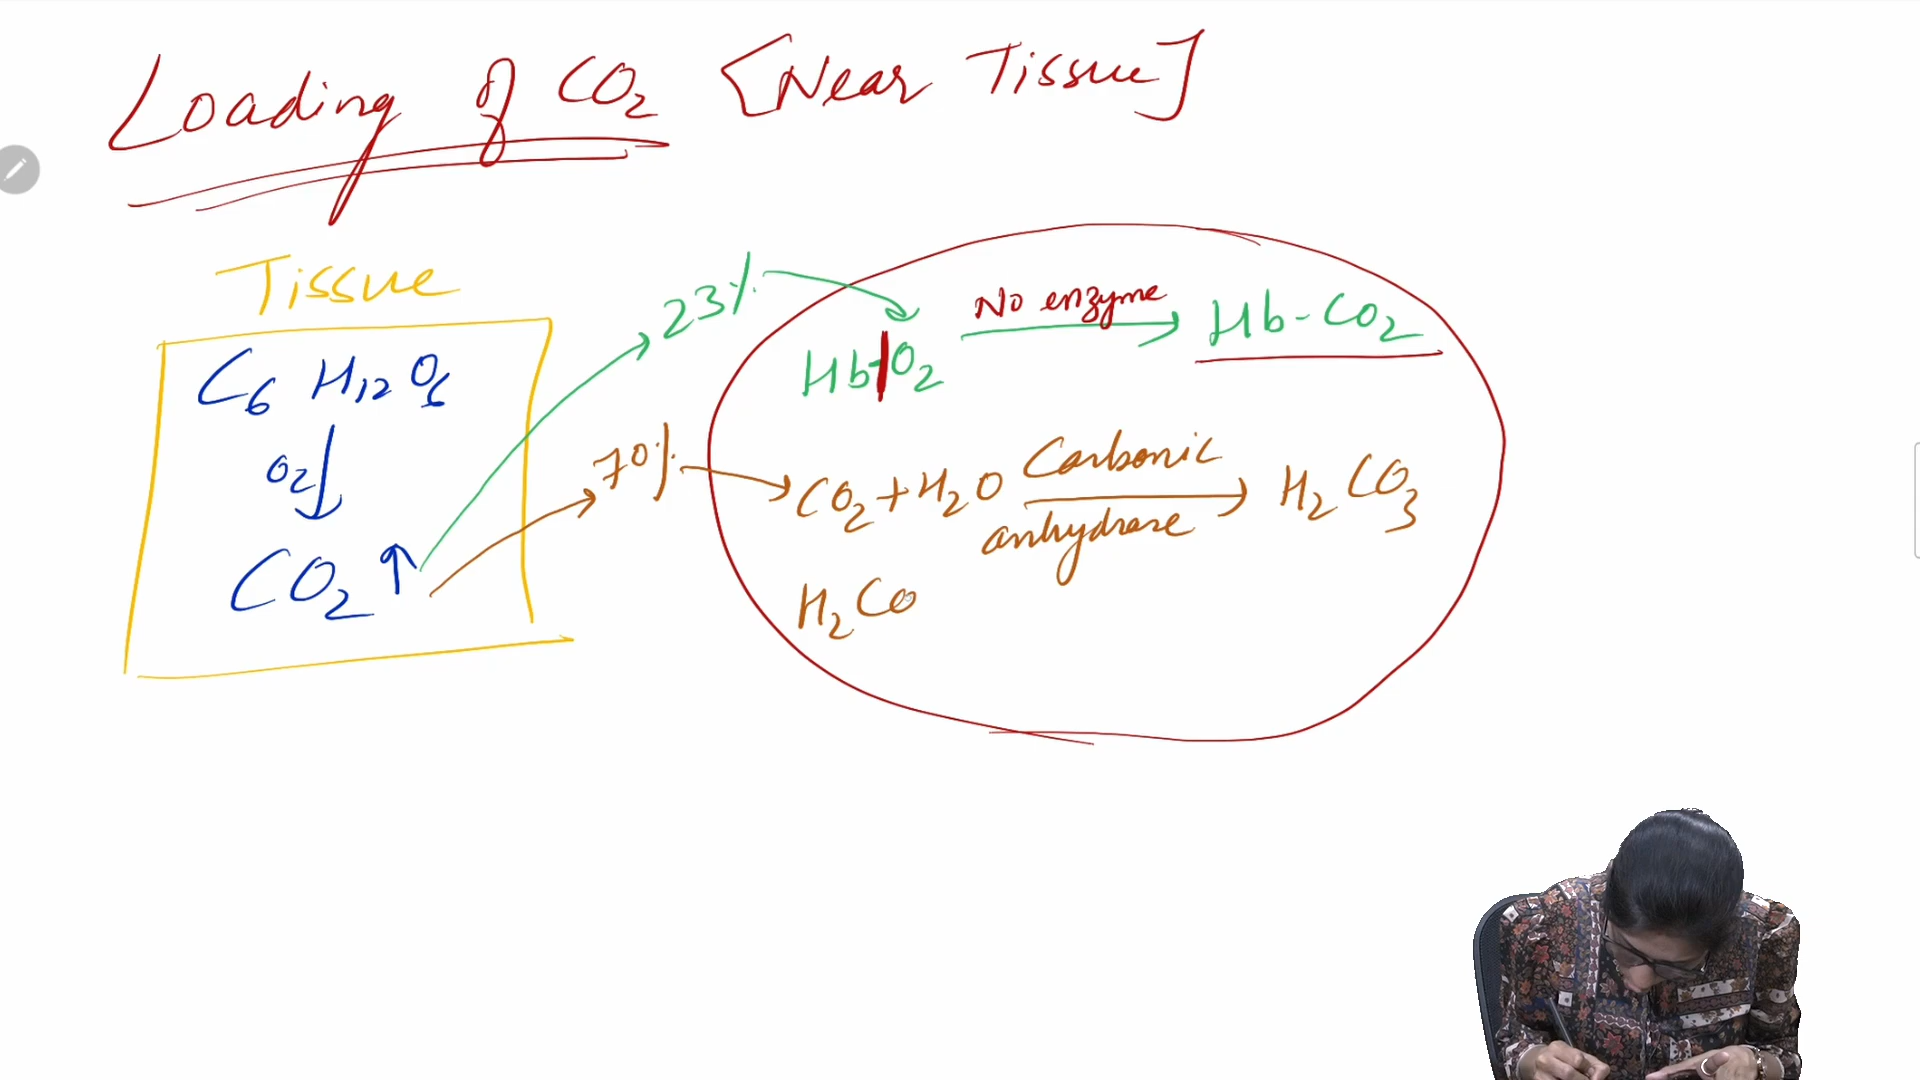 Loading of CO2 [Near Tissue]
Tissue
C6 H12 O6
O2
CO2 ↑
23%
Hb-O2 No enzyme → Hb-CO2
70%
CO2 + H2O Carbonic anhydrase → H2CO3
H2CO